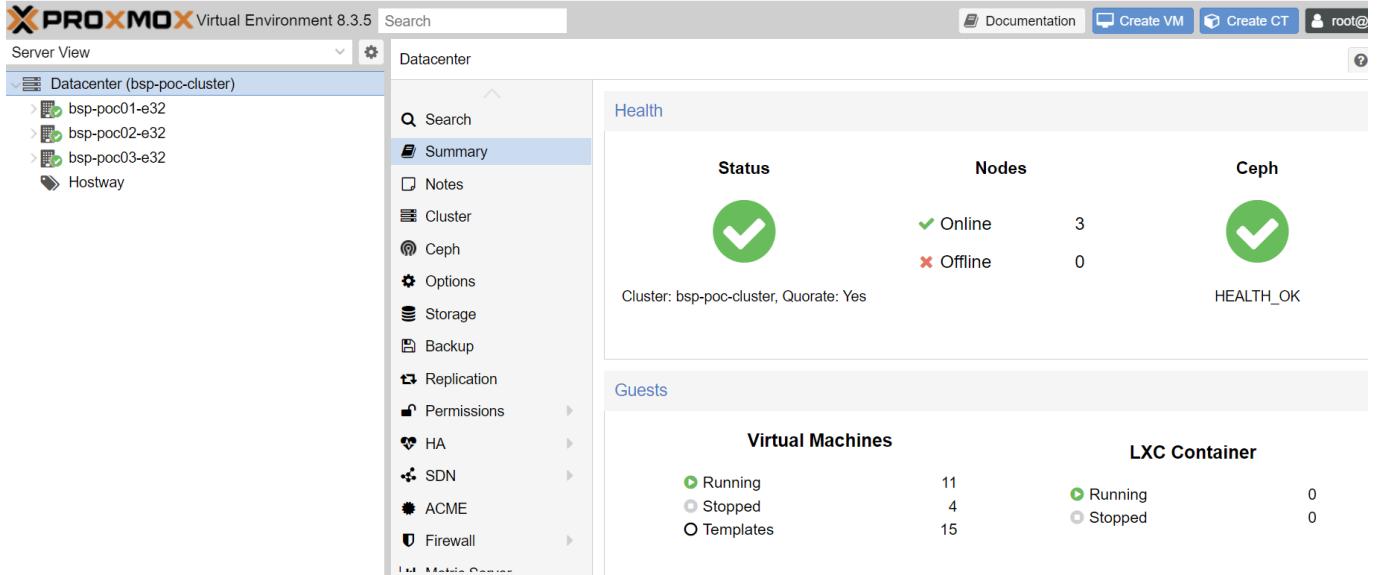 PROXMOX Virtual Environment 8.3.5 Search Documentation Create VM Create CT root@
Server View
Datacenter (bsp-poc-cluster)
bsp-poc01-e32
bsp-poc02-e32
bsp-poc03-e32
Hostway
Datacenter
Search
Summary
Notes
Cluster
Ceph
Options
Storage
Backup
Replication
Permissions
HA
SDN
ACME
Firewall
Metric Server
Health
Status Nodes Ceph
Online 3
Offline 0
Cluster: bsp-poc-cluster, Quorate: Yes HEALTH_OK
Guests
Virtual Machines
Running 11
Stopped 4
Templates 15
LXC Container
Running 0
Stopped 0